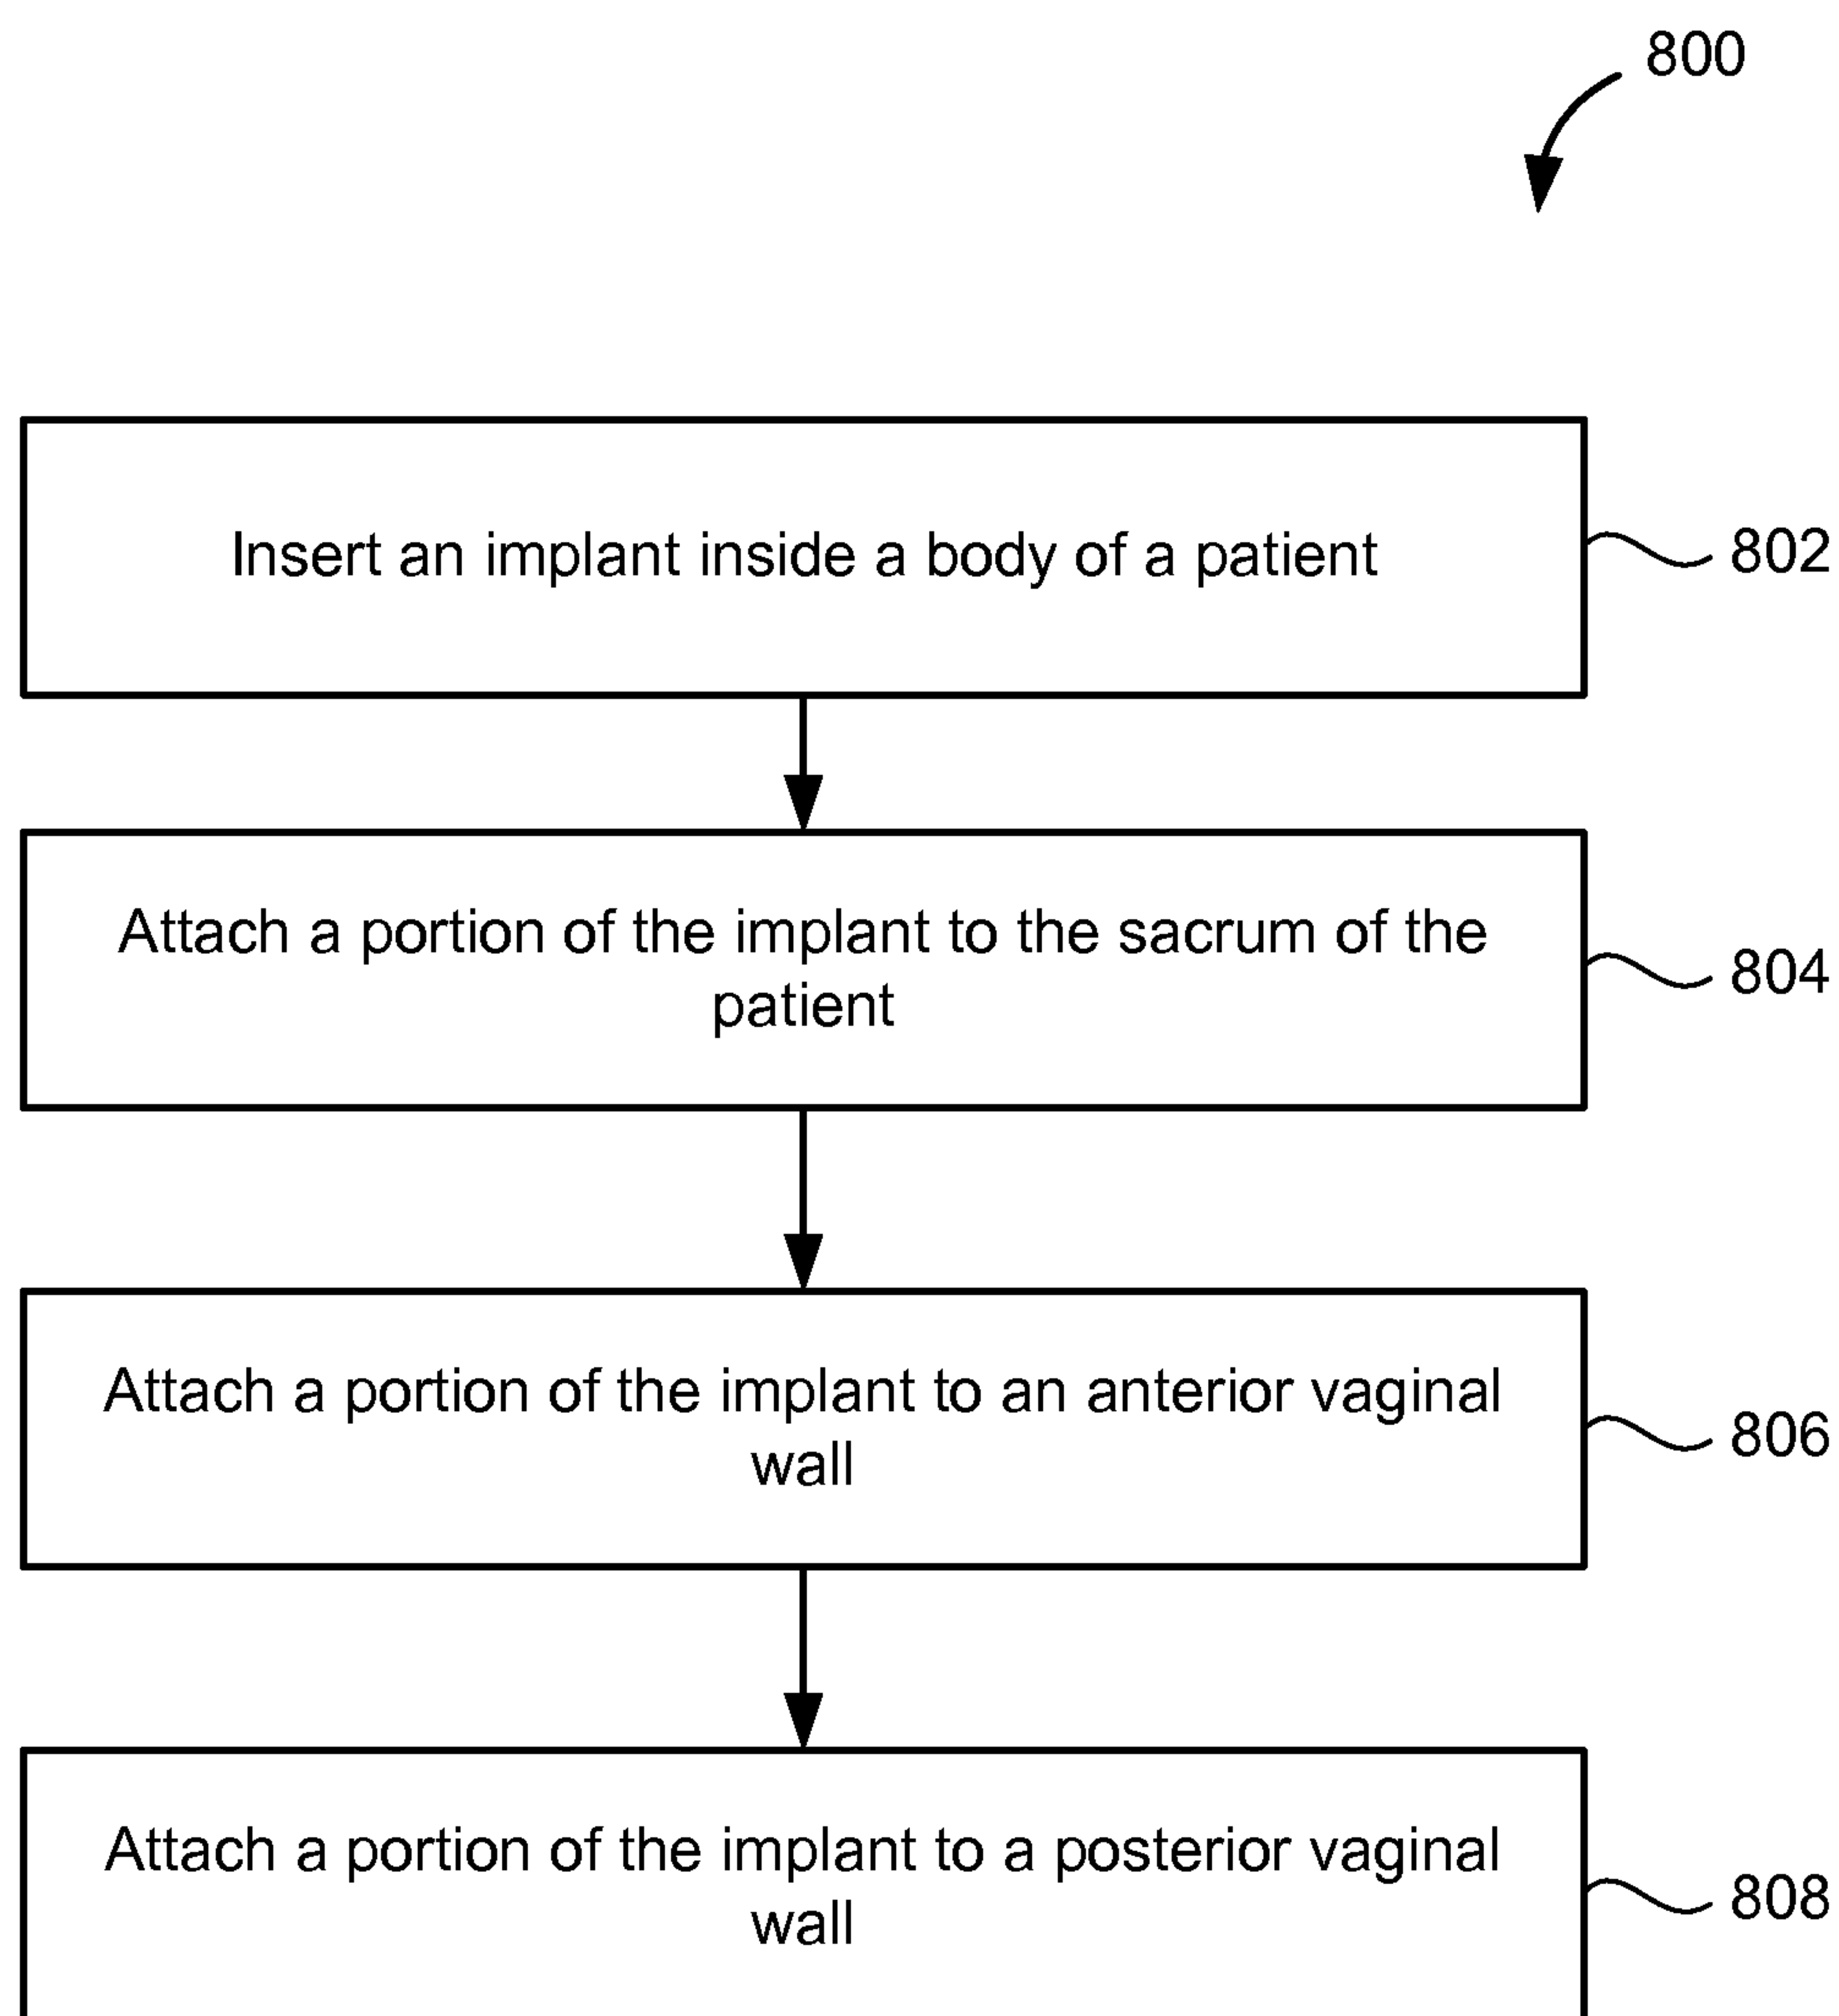 800
Insert an implant inside a body of a patient
802
Attach a portion of the implant to the sacrum of the
patient
804
Attach a portion of the implant to an anterior vaginal
wall
806
Attach a portion of the implant to a posterior vaginal
wall
808